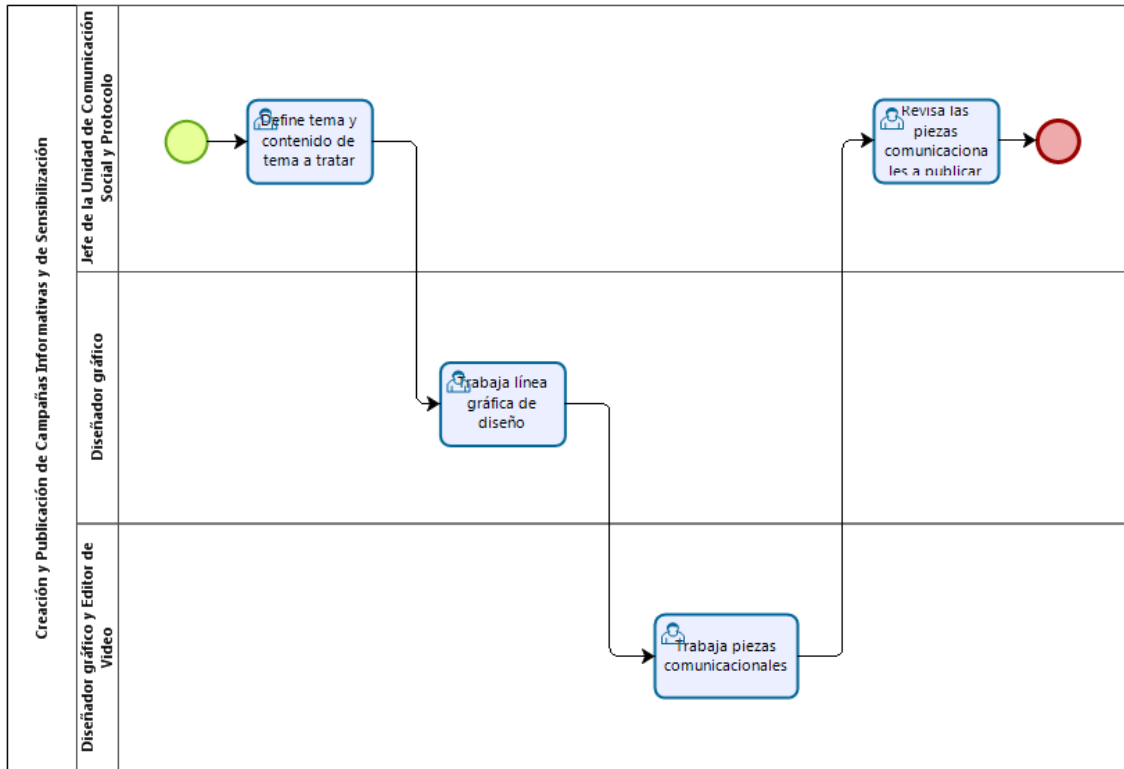 Creación y Publicación de Campañas Informativas y de Sensibilización
Jefe de la Unidad de Comunicación
Social y Protocolo
Define tema y
contenido de
tema a tratar
Revisa las
piezas
comunicaciona
les a publicar
Diseñador gráfico
Trabaja línea
gráfica de
diseño
Diseñador gráfico y Editor de
Video
Trabaja piezas
comunicacionales